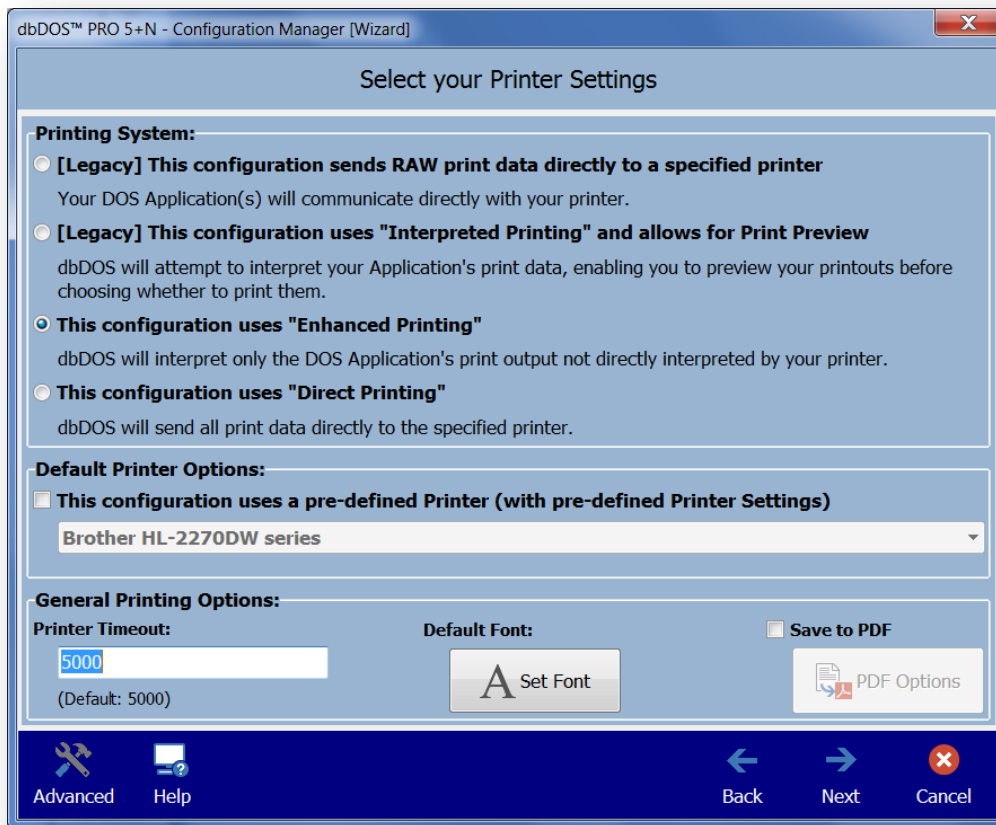 dbDOS™ PRO 5+N - Configuration Manager [Wizard]
Select your Printer Settings
Printing System:
[Legacy] This configuration sends RAW print data directly to a specified printer
Your DOS Application(s) will communicate directly with your printer.
[Legacy] This configuration uses "Interpreted Printing" and allows for Print Preview
dbDOS will attempt to interpret your Application's print data, enabling you to preview your printouts before
choosing whether to print them.
This configuration uses "Enhanced Printing"
dbDOS will interpret only the DOS Application's print output not directly interpreted by your printer.
This configuration uses "Direct Printing"
dbDOS will send all print data directly to the specified printer.
Default Printer Options:
This configuration uses a pre-defined Printer (with pre-defined Printer Settings)
Brother HL-2270DW series
General Printing Options:
Printer Timeout:
5000
(Default: 5000)
Default Font:
A Set Font
Save to PDF
PDF Options
Advanced
Help
Back
Next
Cancel